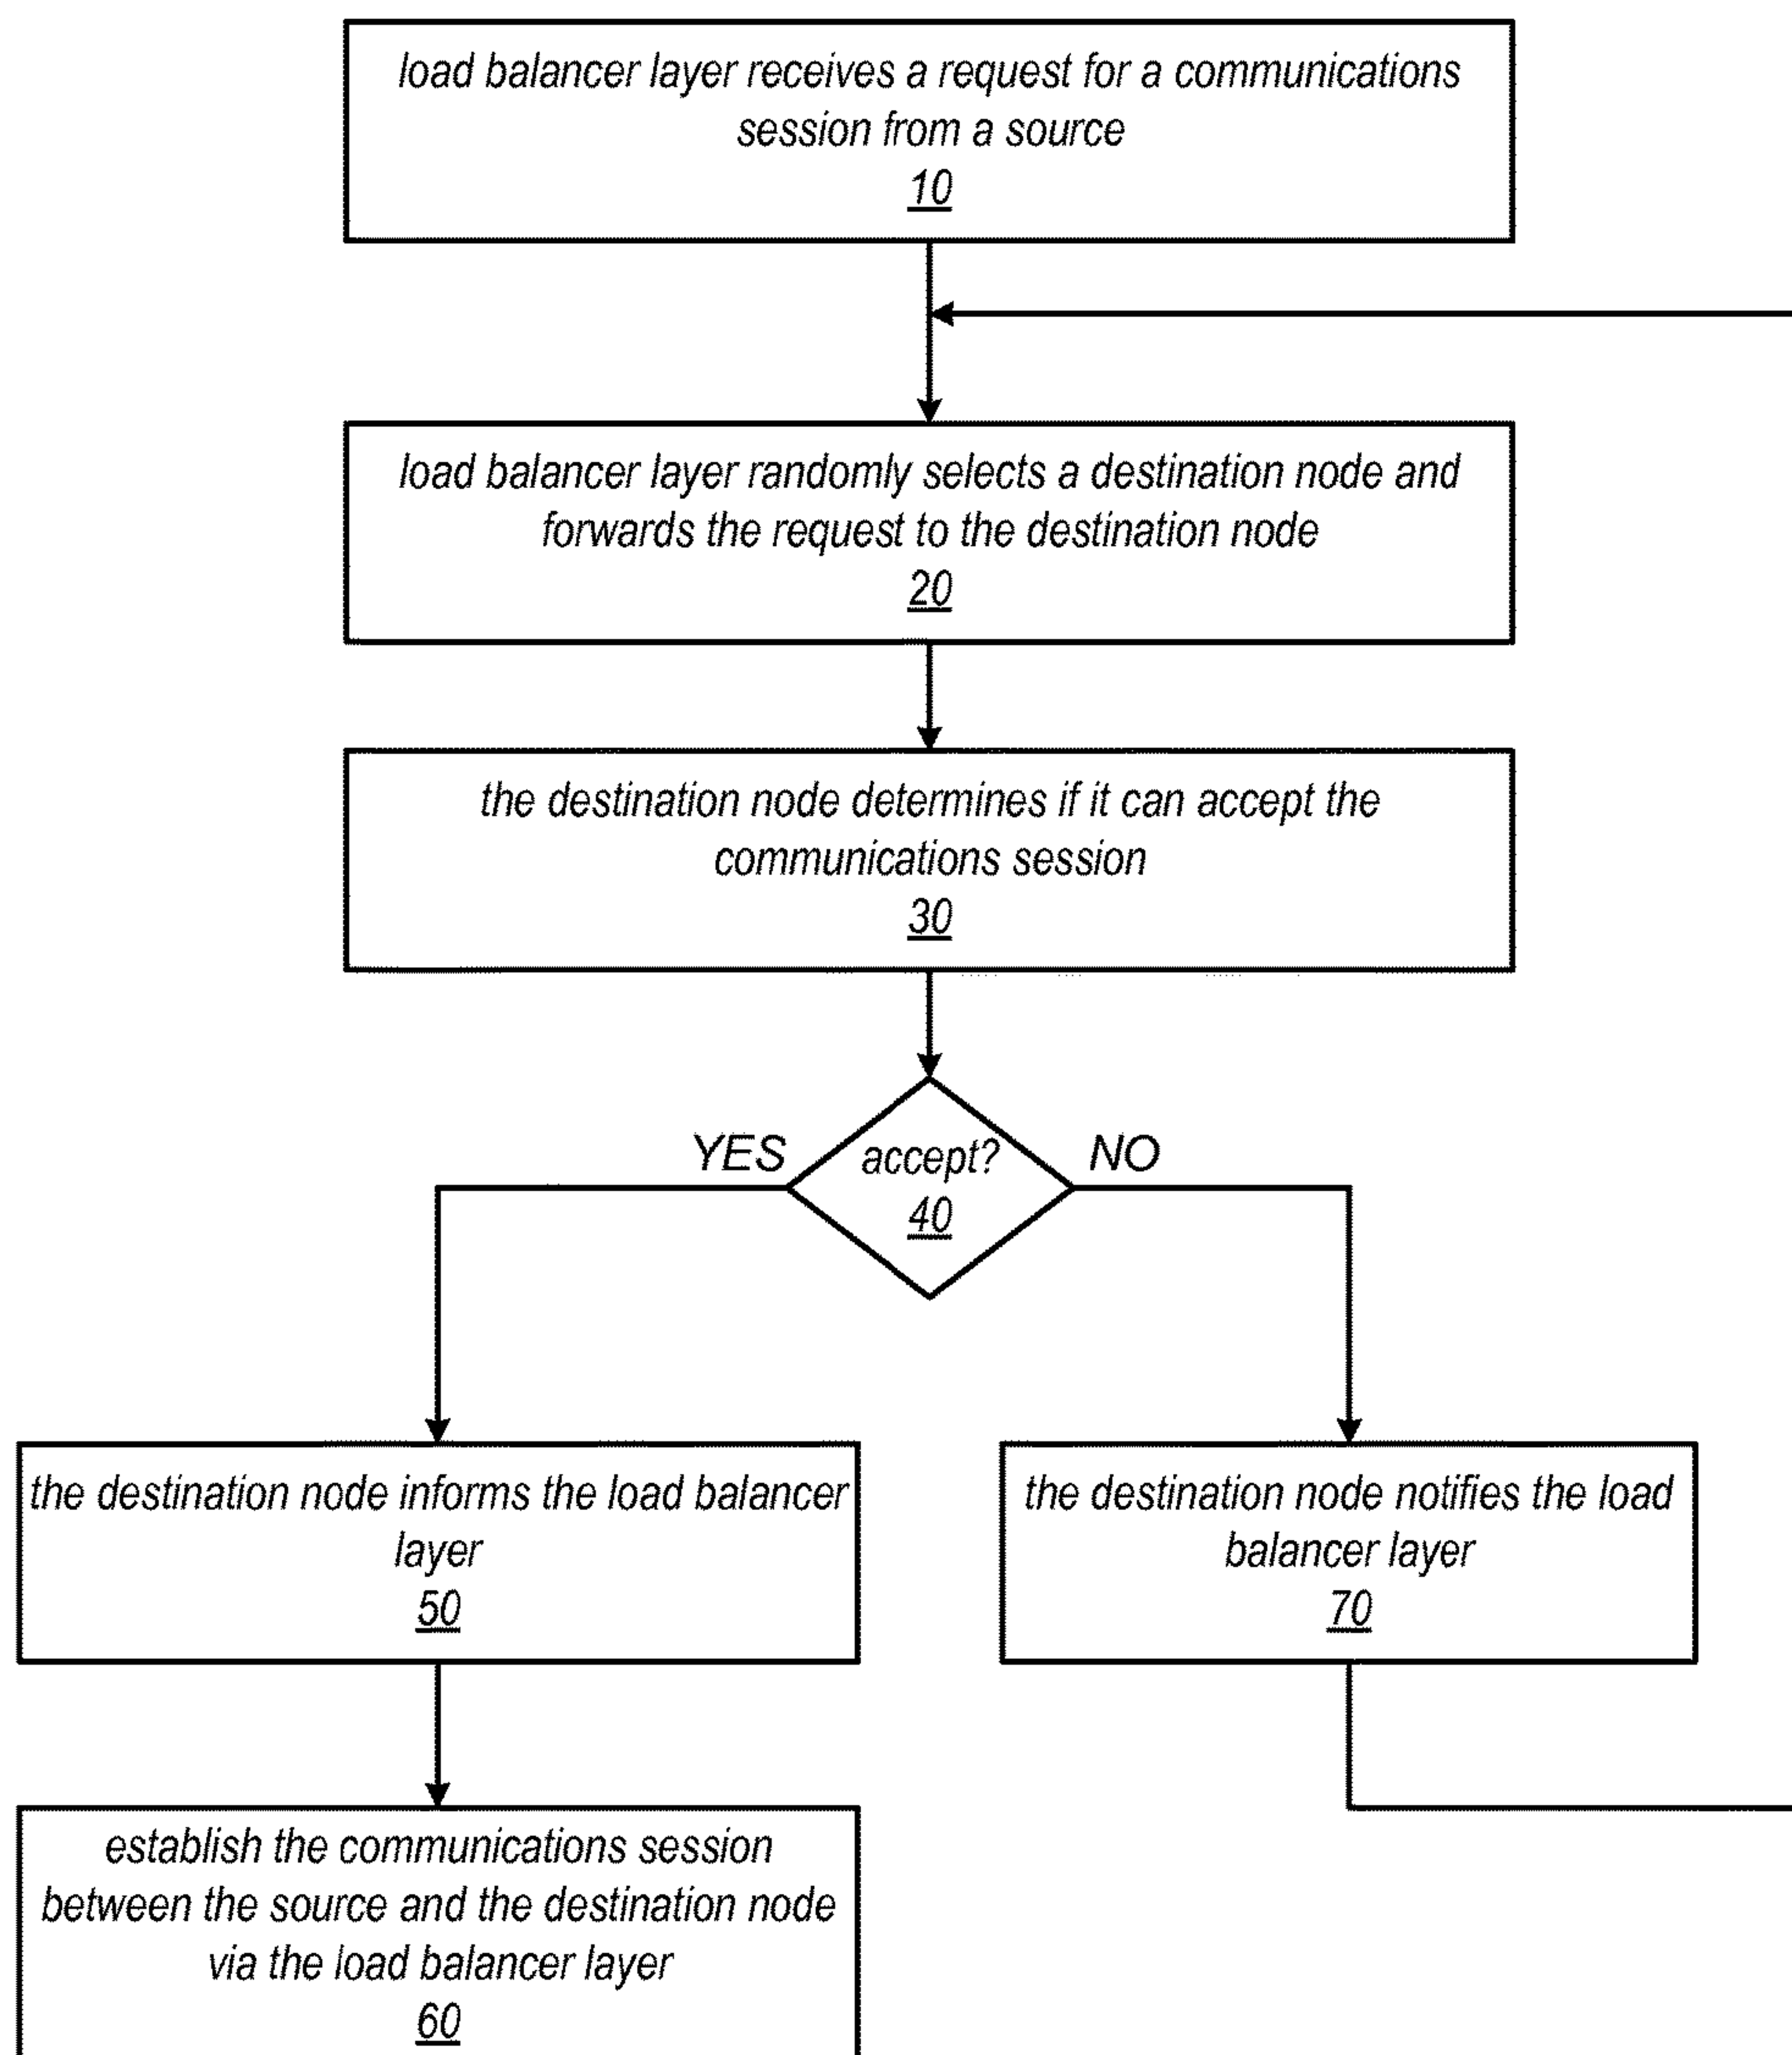 load balancer layer receives a request for a communications
session from a source
10
load balancer layer randomly selects a destination node and
forwards the request to the destination node
20
the destination node determines if it can accept the
communications session
30
YES
accept?
NO
40
the destination node informs the load balancer
layer
50
the destination node notifies the load
balancer layer
70
establish the communications session
between the source and the destination node
via the load balancer layer
60